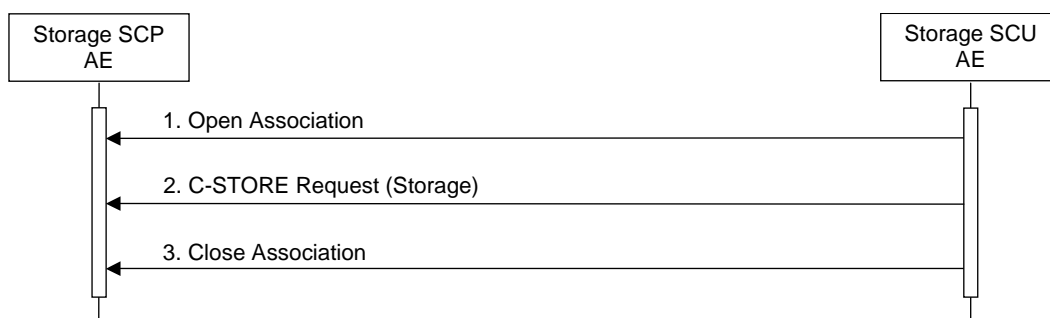 Storage SCP
AE
Storage SCU
AE
1. Open Association
2. C-STORE Request (Storage)
3. Close Association